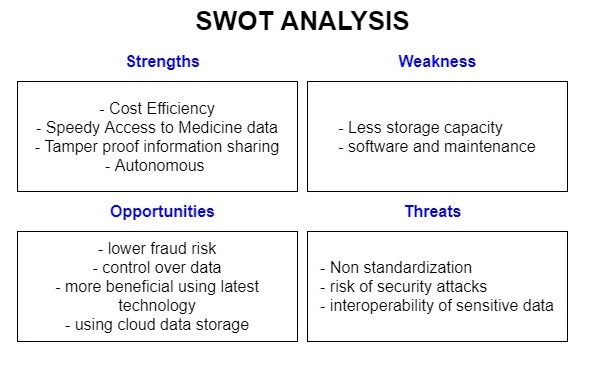 SWOT ANALYSIS
Strengths
- Cost Efficiency
- Speedy Access to Medicine data
- Tamper proof information sharing
- Autonomous
Weakness
- Less storage capacity
- software and maintenance
Opportunities
- lower fraud risk
- control over data
- more beneficial using latest
technology
- using cloud data storage
Threats
- Non standardization
- risk of security attacks
- interoperability of sensitive data